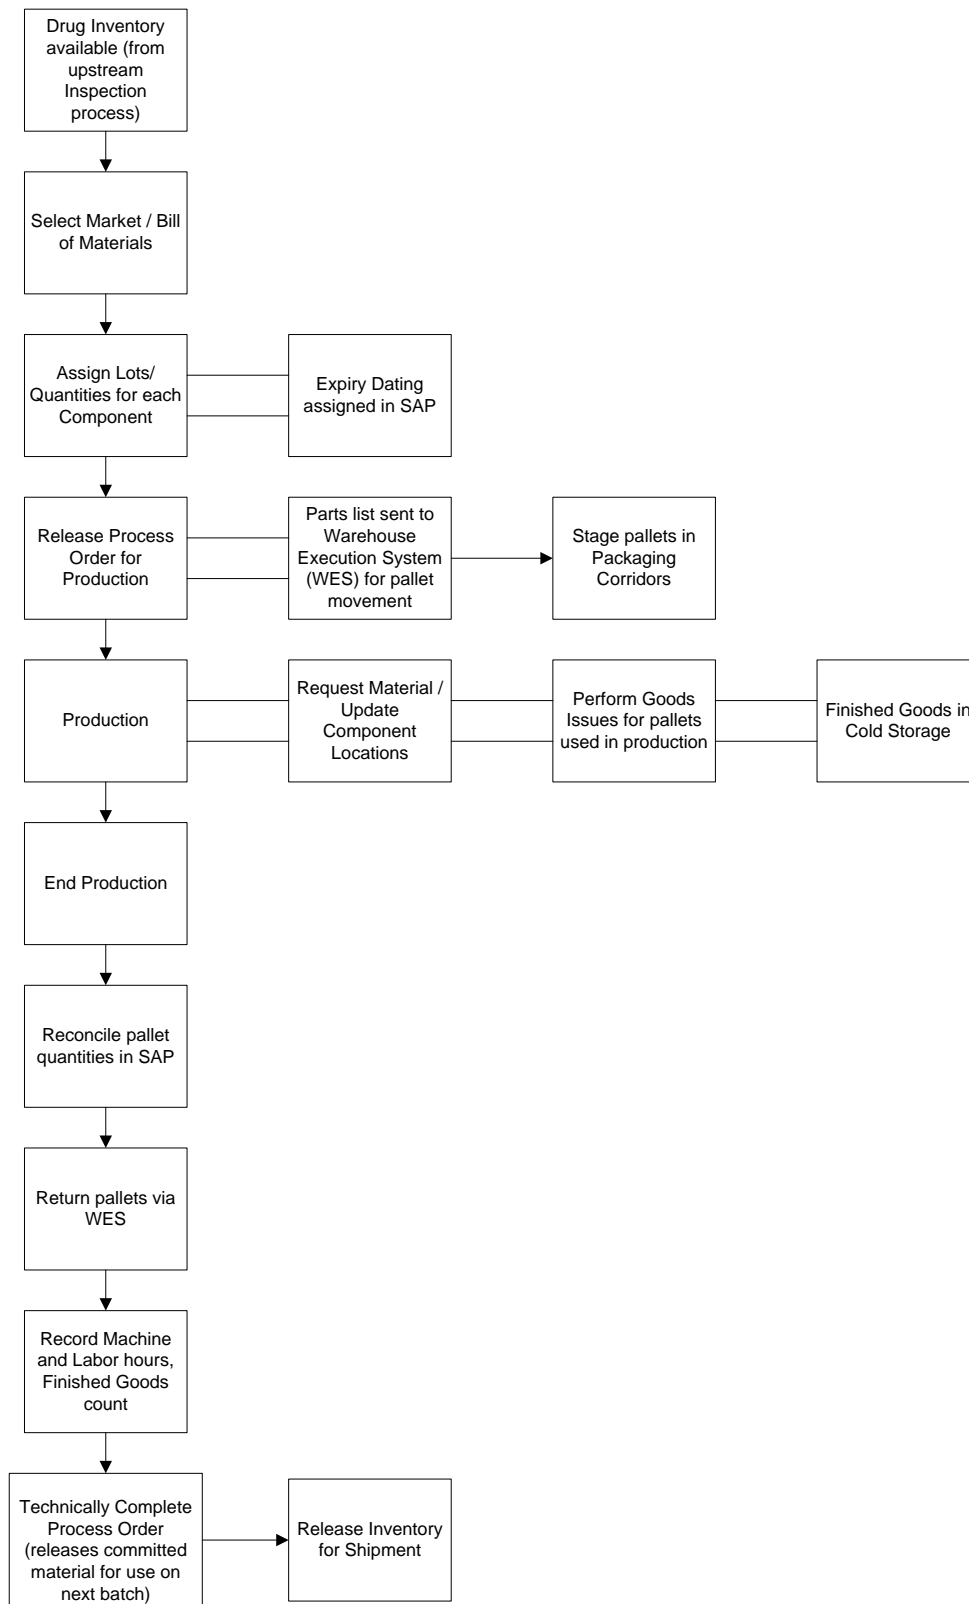 Drug Inventory
available (from
upstream
Inspection
process)
Select Market / Bill
of Materials
Assign Lots/
Quantities for each
Component
Expiry Dating
assigned in SAP
Release Process
Order for
Production
Parts list sent to
Warehouse
Execution System
(WES) for pallet
movement
Stage pallets in
Packaging
Corridors
Production
Request Material /
Update
Component
Locations
Perform Goods
Issues for pallets
used in production
Finished Goods in
Cold Storage
End Production
Reconcile pallet
quantities in SAP
Return pallets via
WES
Record Machine
and Labor hours,
Finished Goods
count
Technically Complete
Process Order
(releases committed
material for use on
next batch)
Release Inventory
for Shipment